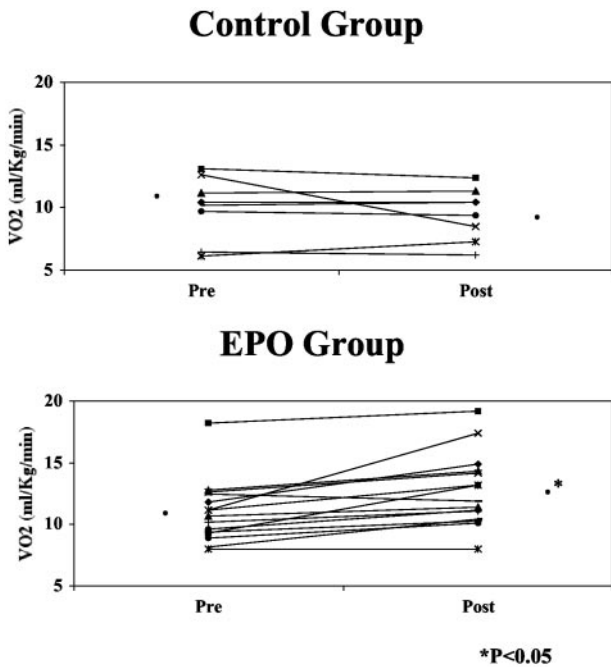 Control Group
20
15
10
5
VO2 (ml/Kg/min)
Pre Post
EPO Group
20
15
10
5
VO2 (ml/Kg/min)
*
Pre Post
*P<0.05